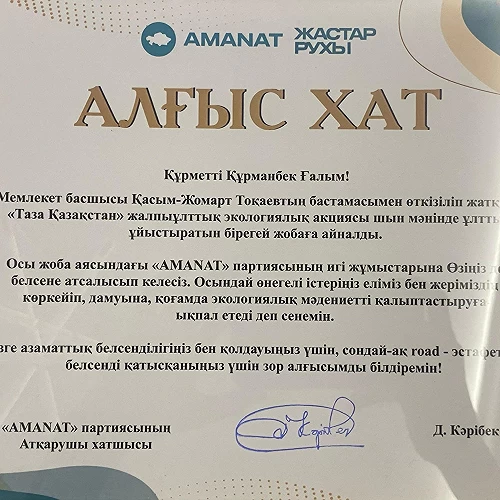 AMANAT ЖАСТАР
РУХЫ
АЛҒЫС ХАТ
Құрметті Құрманбек Ғалым!
Мемлекет басшысы Қасым-Жомарт Тоқаевтың бастамасымен өткізіліп жатқ
«Таза Қазақстан» жалпыұлттық экологиялық акциясы шын мәнінде ұлтты
ұйыстыратын бірегей жобаға айналды.
Осы жоба аясындағы «AMANAT» партиясының игі жұмыстарына Өзіңіз де
белсене атсалысып келесіз. Осындай өнегелі істеріңіз еліміз бен жеріміздің
көркейіп, дамуына, қоғамда экологиялық мәдениетті қалыптастыруға
ықпал етеді деп сенемін.
зге азаматтық белсенділігіңіз бен қолдауыңыз үшін, сондай-ақ road - эстафет
белсенді қатысқаныңыз үшін зор алғысымды білдіремін!
«AMANAT» партиясының Д. Кәрібек
Атқарушы хатшысы